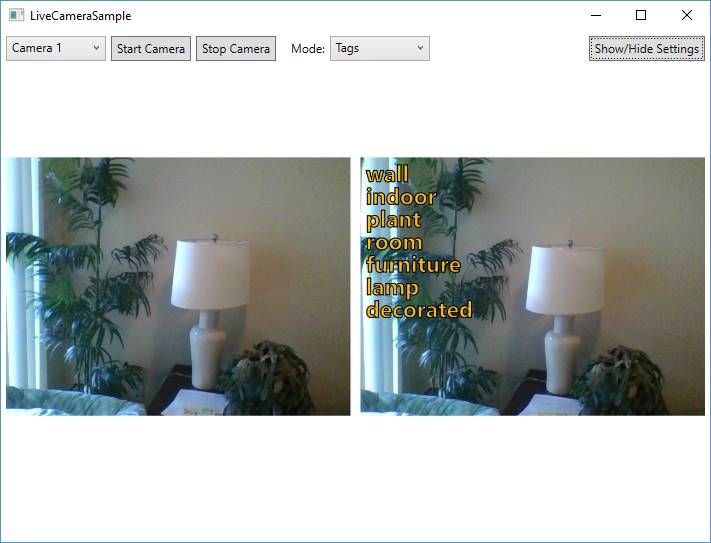 LiveCameraSample
Camera 1 Start Camera Stop Camera Mode: Tags Show/Hide Settings
wall
indoor
plant
room
furniture
lamp
decorated